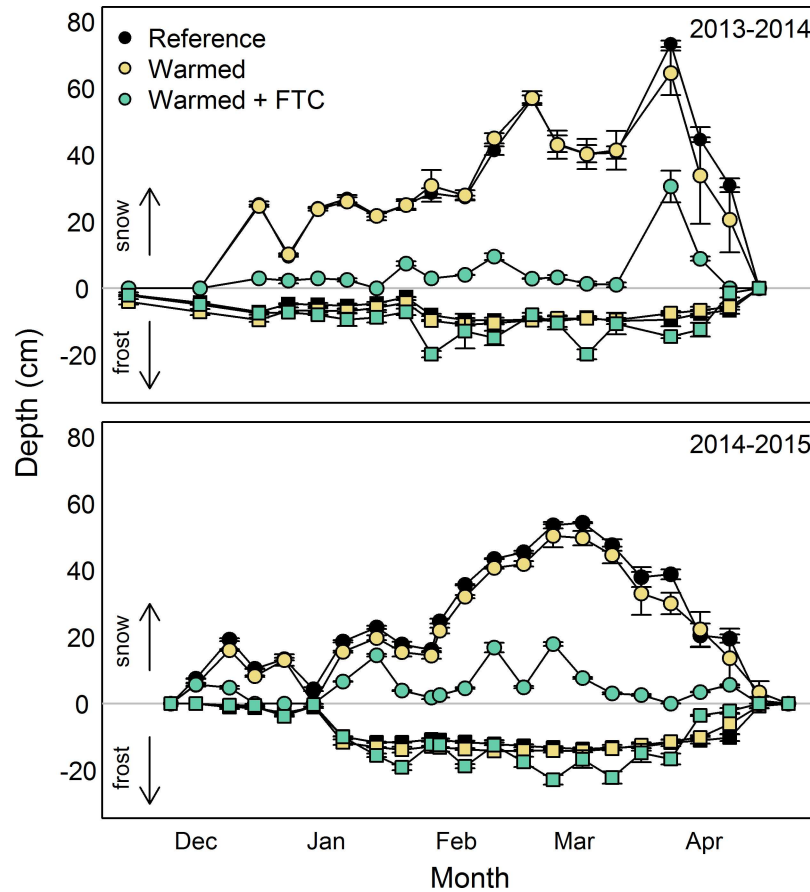 80
2013-2014
Reference
Warmed
Warmed + FTC
60
40
20
snow
0
frost
-20
Depth (cm)
80
2014-2015
60
40
20
snow
0
frost
-20
Dec Jan Feb Mar Apr
Month